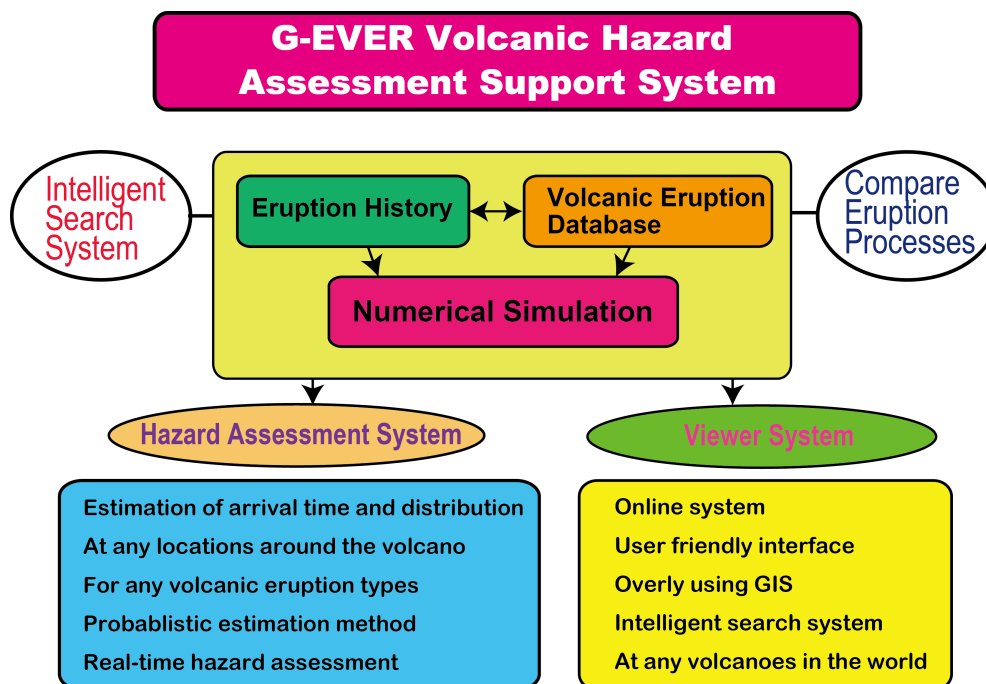 G-EVER Volcanic Hazard
Assessment Support System
Intelligent
Search
System
Eruption History
Volcanic Eruption
Database
Compare
Eruption
Processes
Numerical Simulation
Hazard Assessment System
Viewer System
Estimation of arrival time and distribution
At any locations around the volcano
For any volcanic eruption types
Probablistic estimation method
Real-time hazard assessment
Online system
User friendly interface
Overly using GIS
Intelligent search system
At any volcanoes in the world